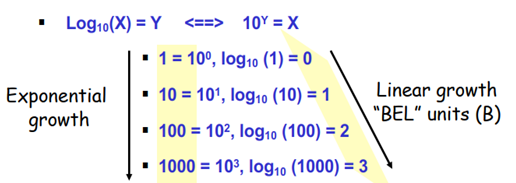 ▪ Log₁₀(X) = Y <==> 10ʸ = X
▪ 1 = 10⁰, log₁₀ (1) = 0
Exponential growth
▪ 10 = 10¹, log₁₀ (10) = 1
▪ 100 = 10², log₁₀ (100) = 2
▪ 1000 = 10³, log₁₀ (1000) = 3
Linear growth
“BEL” units (B)